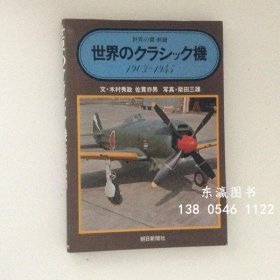 世界の翼·別冊
世界のクラシック機
1903-1945
文・木村秀政 佐貫亦男 写真・柴田三雄
东瀛图书
138 0546 1122
朝日新聞社